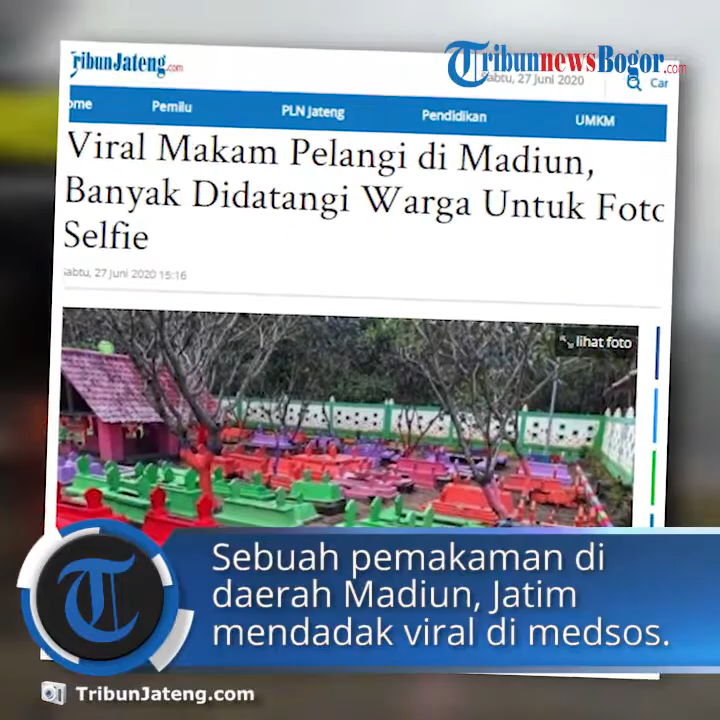 TribunnewsBogor.com
TribunJateng.com
Sabtu, 27 Juni 2020
Car
ome
Pemilu
PLN Jateng
Pendidikan
UMKM
Viral Makam Pelangi di Madiun,
Banyak Didatangi Warga Untuk Foto
Selfie
Sabtu, 27 Juni 2020 15:16
lihat foto
T
Sebuah pemakaman di
daerah Madiun, Jatim
mendadak viral di medsos.
TribunJateng.com